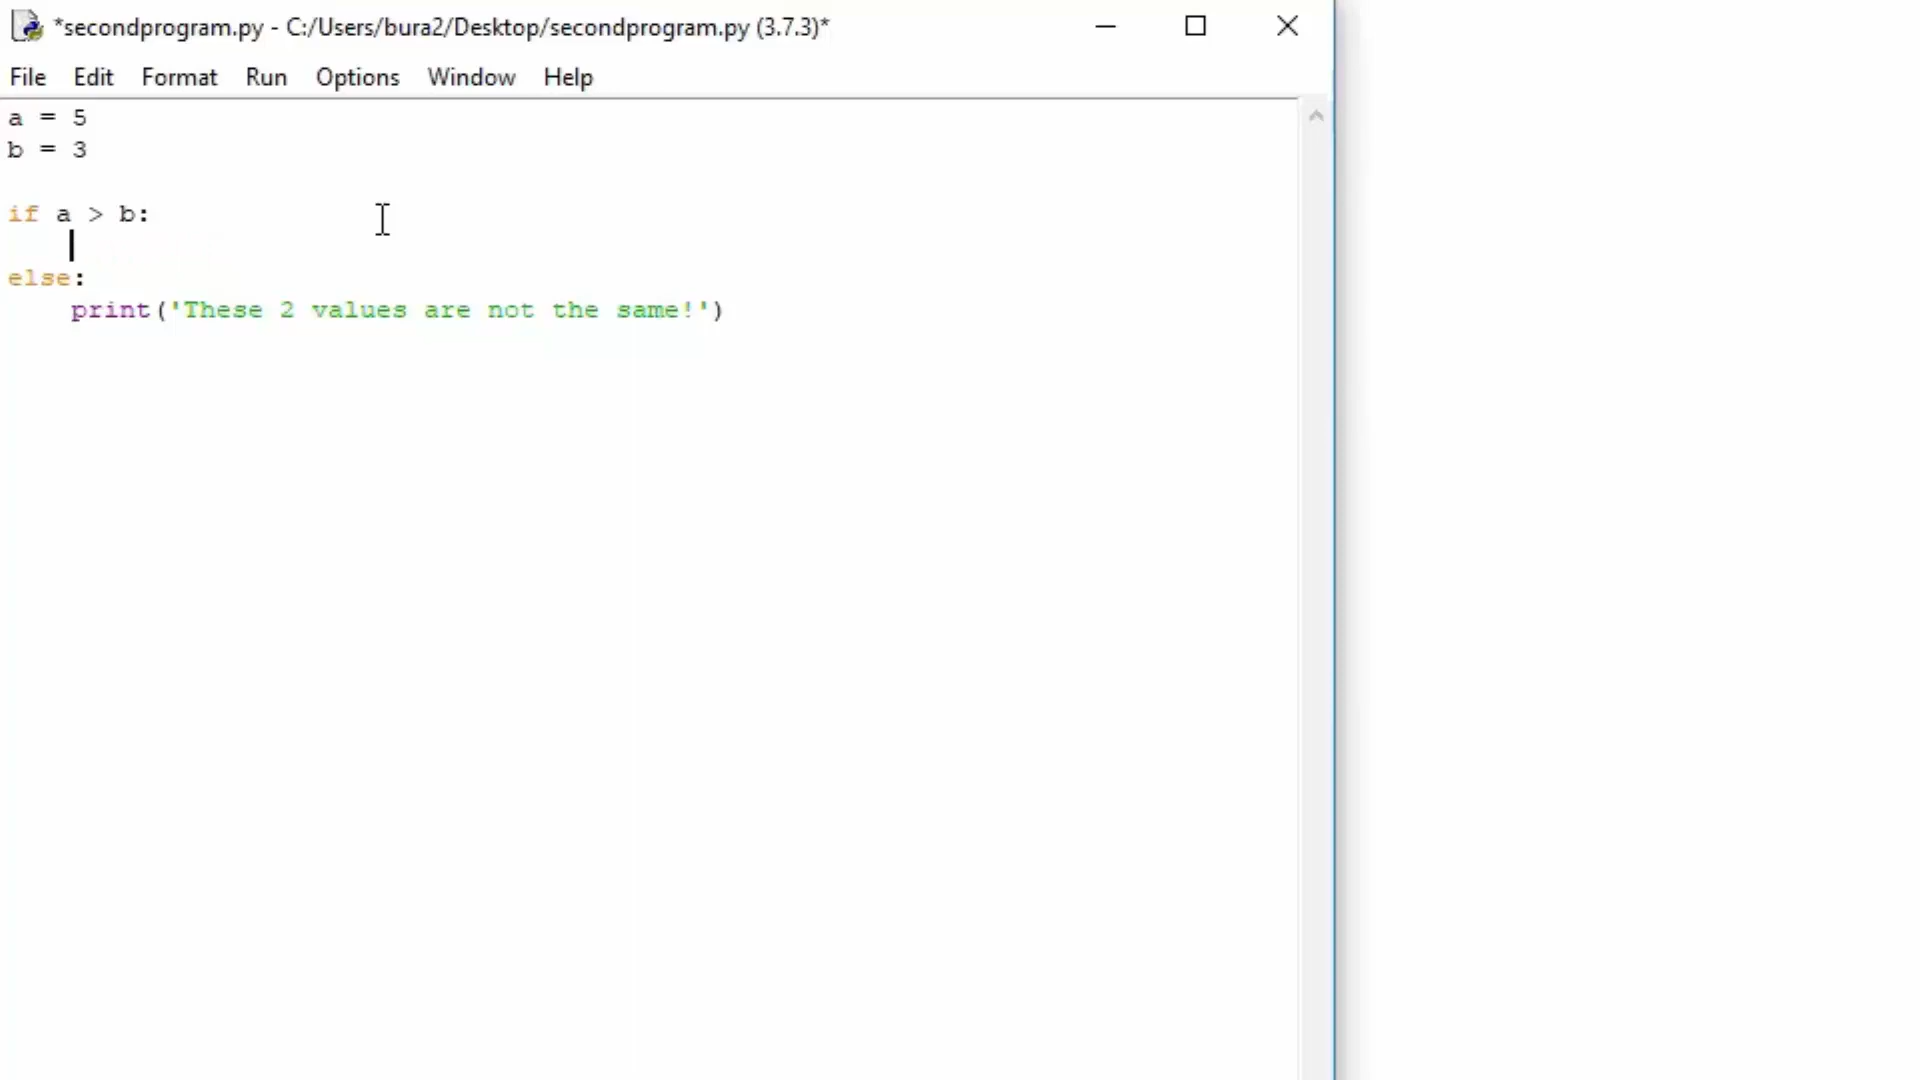 *secondprogram.py - C:/Users/bura2/Desktop/secondprogram.py (3.7.3)*
File Edit Format Run Options Window Help
a = 5
b = 3
if a > b:
else:
    print('These 2 values are not the same!')